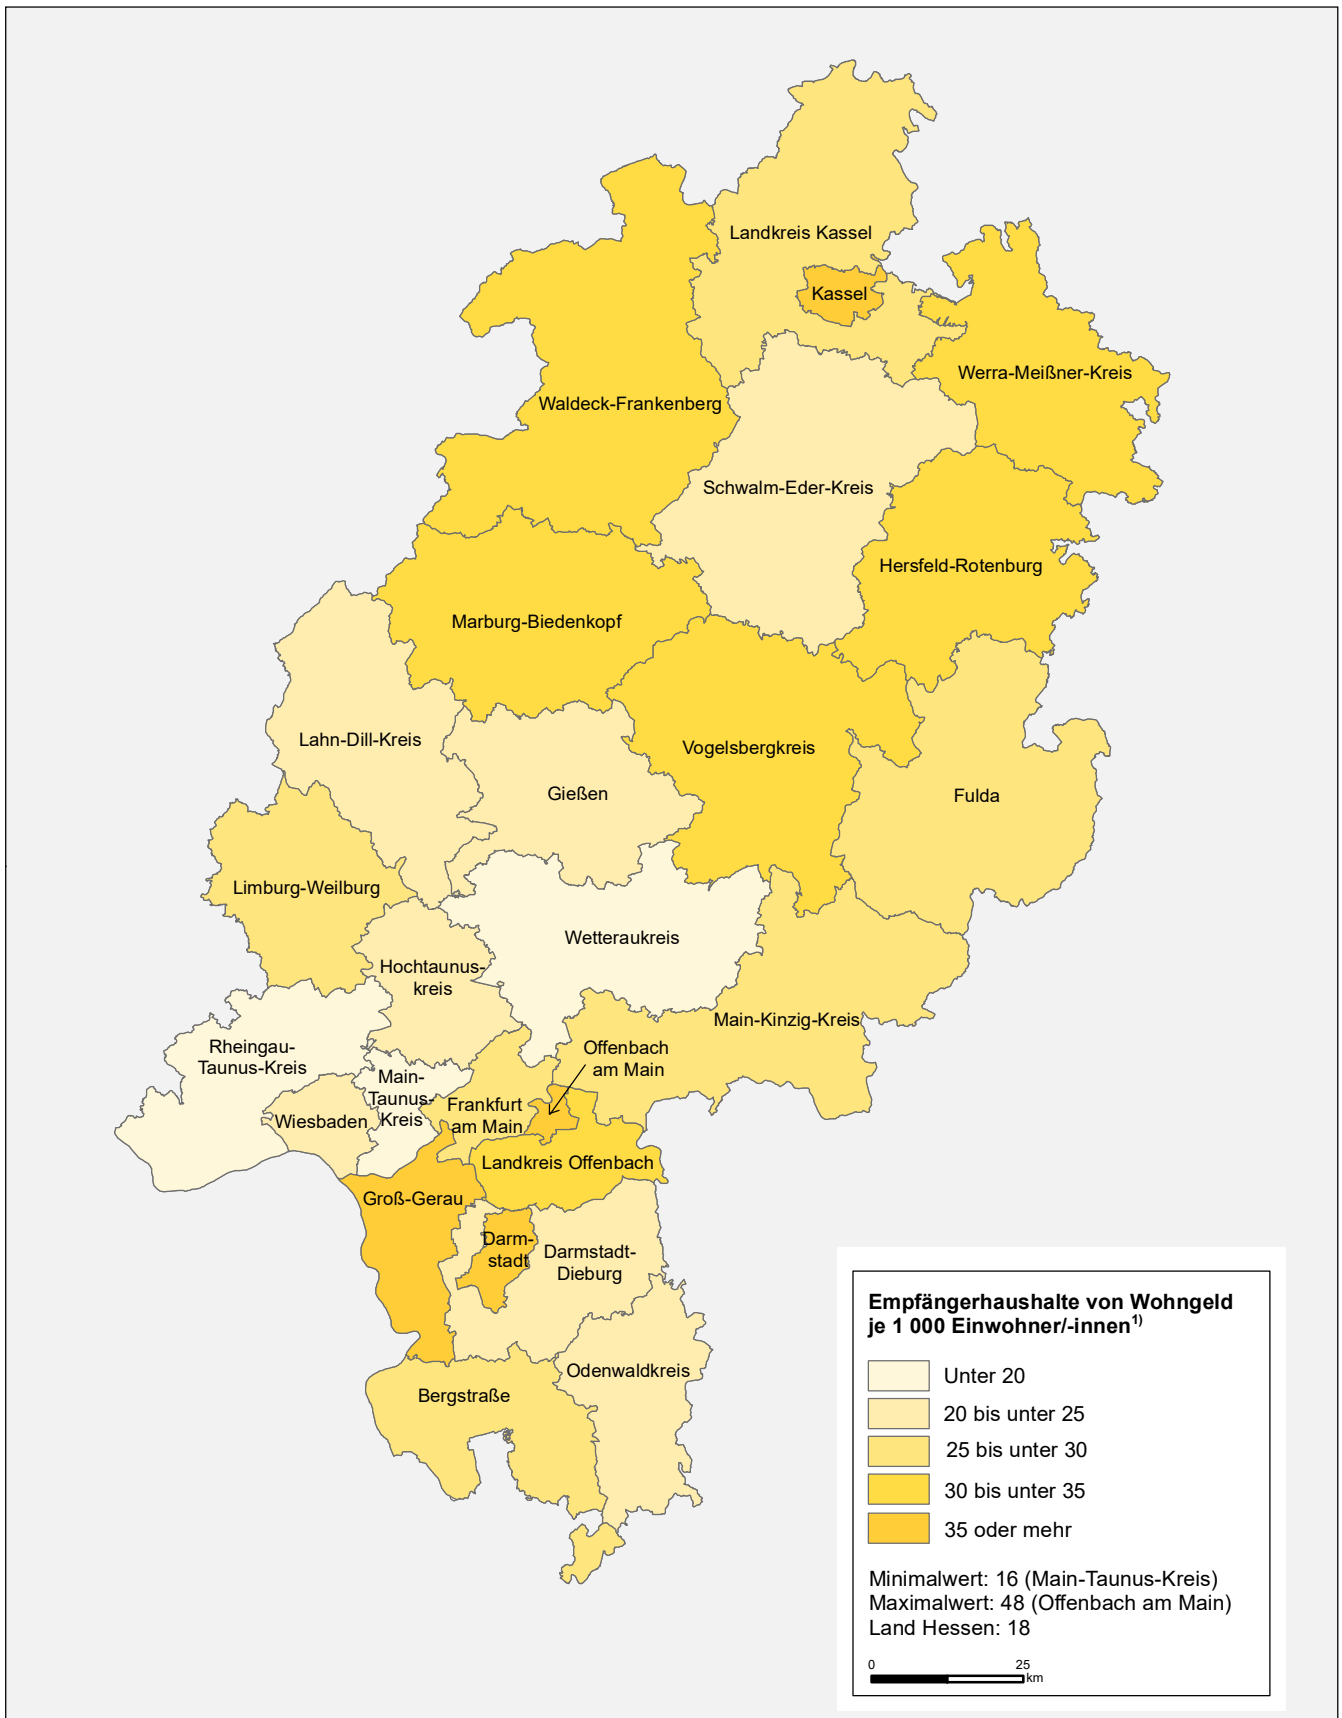 Landkreis Kassel
Kassel
Werra-Meißner-Kreis
Waldeck-Frankenberg
Schwalm-Eder-Kreis
Hersfeld-Rotenburg
Marburg-Biedenkopf
Lahn-Dill-Kreis
Vogelsbergkreis
Gießen
Fulda
Limburg-Weilburg
Wetteraukreis
Hochtaunus-
kreis
Main-Kinzig-Kreis
Rheingau-
Taunus-Kreis
Offenbach
am Main
Main-
Taunus-
Kreis
Frankfurt
am Main
Wiesbaden
Landkreis Offenbach
Groß-Gerau
Darm-
stadt
Darmstadt-
Dieburg
Odenwaldkreis
Bergstraße
Empfängerhaushalte von Wohngeld
je 1 000 Einwohner/-innen1)
Unter 20
20 bis unter 25
25 bis unter 30
30 bis unter 35
35 oder mehr
Minimalwert: 16 (Main-Taunus-Kreis)
Maximalwert: 48 (Offenbach am Main)
Land Hessen: 18
0 25
km